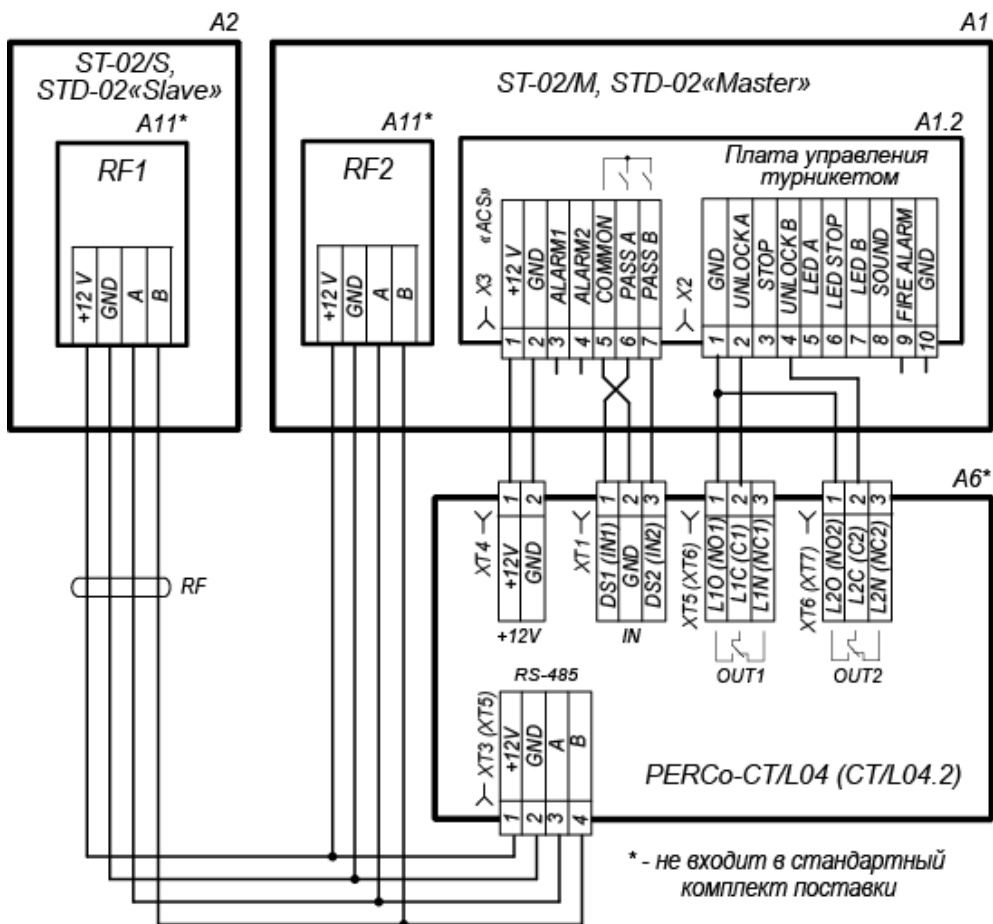 A2
A1
ST-02/S,
STD-02«Slave»
ST-02/M, STD-02«Master»
A11*
RF1
+12 V
GND
A
B
A11*
RF2
+12 V
GND
A
B
A1.2
Плата управления
турникетом
«ACS»
X3
+12 V
GND
ALARM1
ALARM2
COMMON
PASS A
PASS B
1
2
3
4
5
6
7
X2
GND
UNLOCK A
STOP
UNLOCK B
LED A
LED STOP
LED B
SOUND
FIRE ALARM
GND
1
2
3
4
5
6
7
8
9
10
A6*
XT4
1
2
+12V
GND
+12V
XT1
1
2
3
DS1 (IN1)
GND
DS2 (IN2)
IN
XT5 (XT6)
1
2
3
L1O (NO1)
L1C (C1)
L1N (NC1)
OUT1
XT6 (XT7)
1
2
3
L2O (NO2)
L2C (C2)
L2N (NC2)
OUT2
RF
RS-485
XT3 (XT5)
+12V
GND
A
B
1
2
3
4
PERCo-CT/L04 (CT/L04.2)
* - не входит в стандартный
комплект поставки